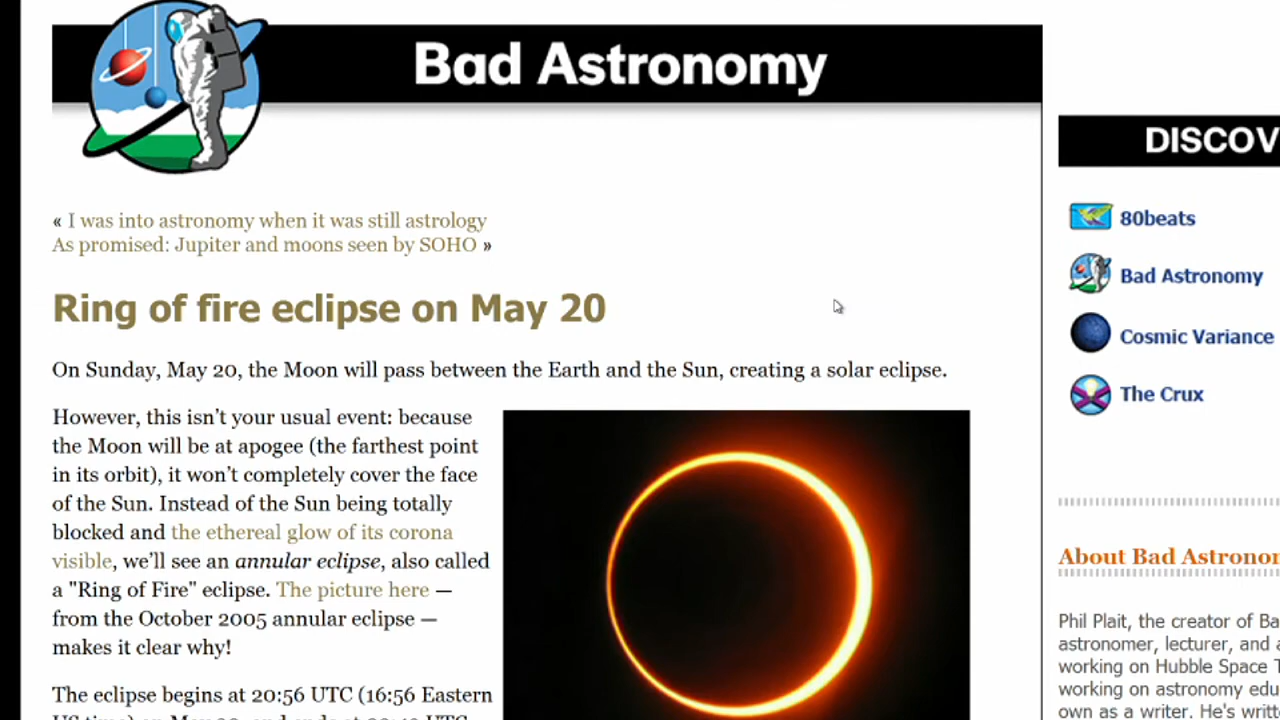 Bad Astronomy
« I was into astronomy when it was still astrology
As promised: Jupiter and moons seen by SOHO »
Ring of fire eclipse on May 20
On Sunday, May 20, the Moon will pass between the Earth and the Sun, creating a solar eclipse.
However, this isn't your usual event: because
the Moon will be at apogee (the farthest point
in its orbit), it won't completely cover the face
of the Sun. Instead of the Sun being totally
blocked and the ethereal glow of its corona
visible, we'll see an annular eclipse, also called
a "Ring of Fire" eclipse. The picture here —
from the October 2005 annular eclipse —
makes it clear why!
The eclipse begins at 20:56 UTC (16:56 Eastern
DISCOV
80beats
Bad Astronomy
Cosmic Variance
The Crux
About Bad Astronom
Phil Plait, the creator of Ba
astronomer, lecturer, and a
working on Hubble Space T
working on astronomy edu
own as a writer. He's writt